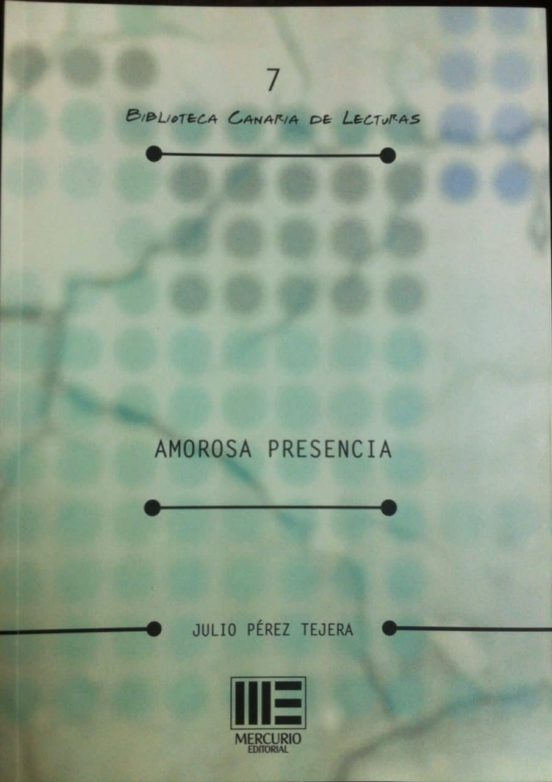 7
BIBLIOTECA CANARIA DE LECTURAS
AMOROSA PRESENCIA
JULIO PÉREZ TEJERA
MERCURIO
EDITORIAL